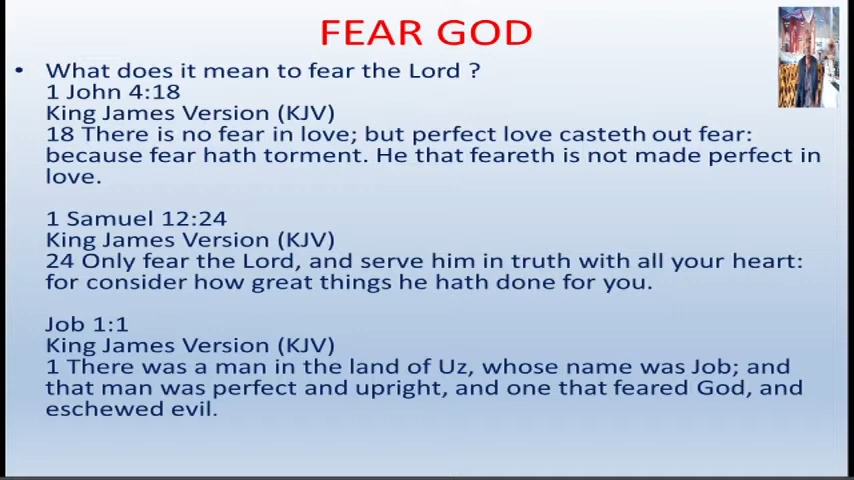 FEAR GOD
• What does it mean to fear the Lord ?
1 John 4:18
King James Version (KJV)
18 There is no fear in love; but perfect love casteth out fear:
because fear hath torment. He that feareth is not made perfect in
love.
1 Samuel 12:24
King James Version (KJV)
24 Only fear the Lord, and serve him in truth with all your heart:
for consider how great things he hath done for you.
Job 1:1
King James Version (KJV)
1 There was a man in the land of Uz, whose name was Job; and
that man was perfect and upright, and one that feared God, and
eschewed evil.